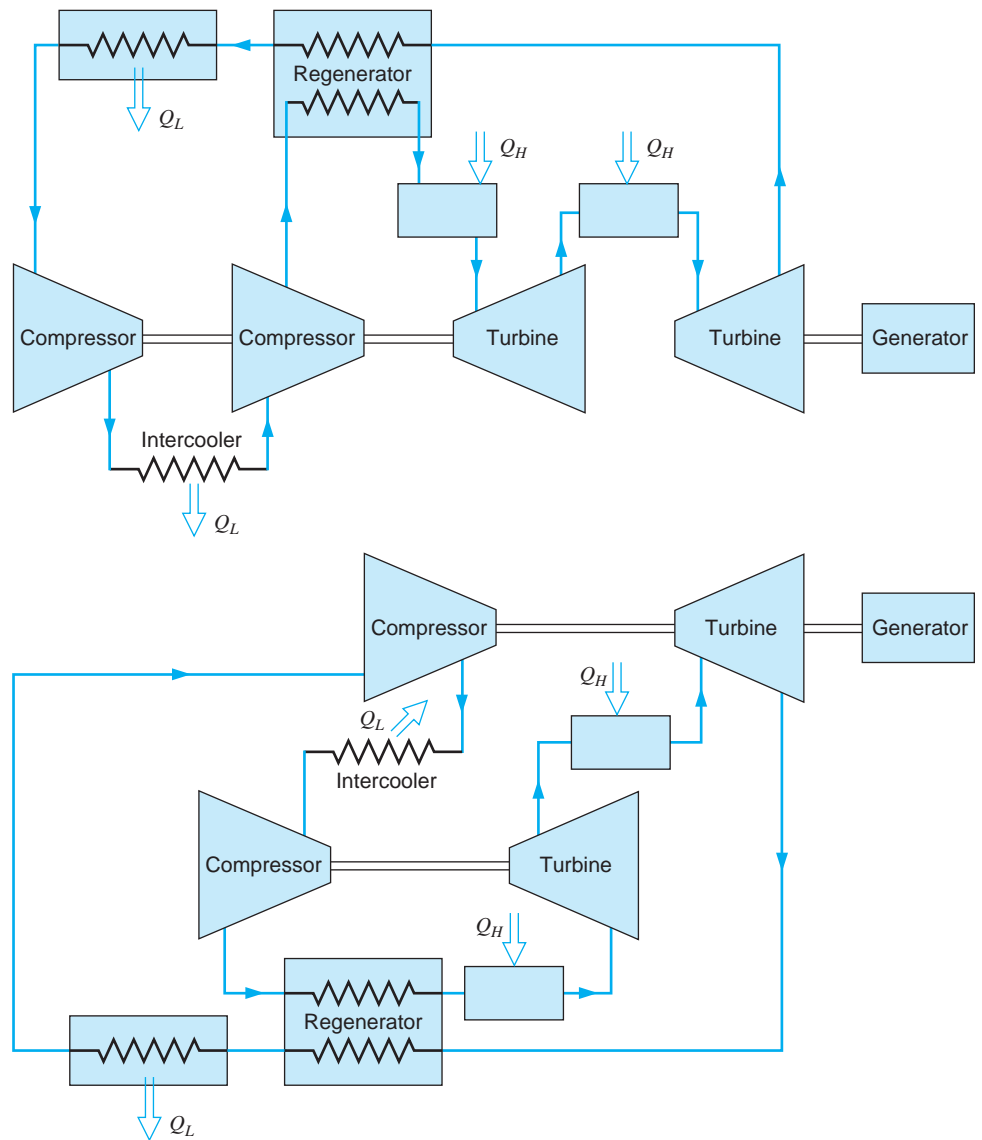 Regenerator
Q_L
Q_H
Q_H
Compressor
Compressor
Turbine
Turbine
Generator
Intercooler
Q_L
Compressor
Turbine
Generator
Q_H
Q_L
Intercooler
Compressor
Turbine
Q_H
Regenerator
Q_L